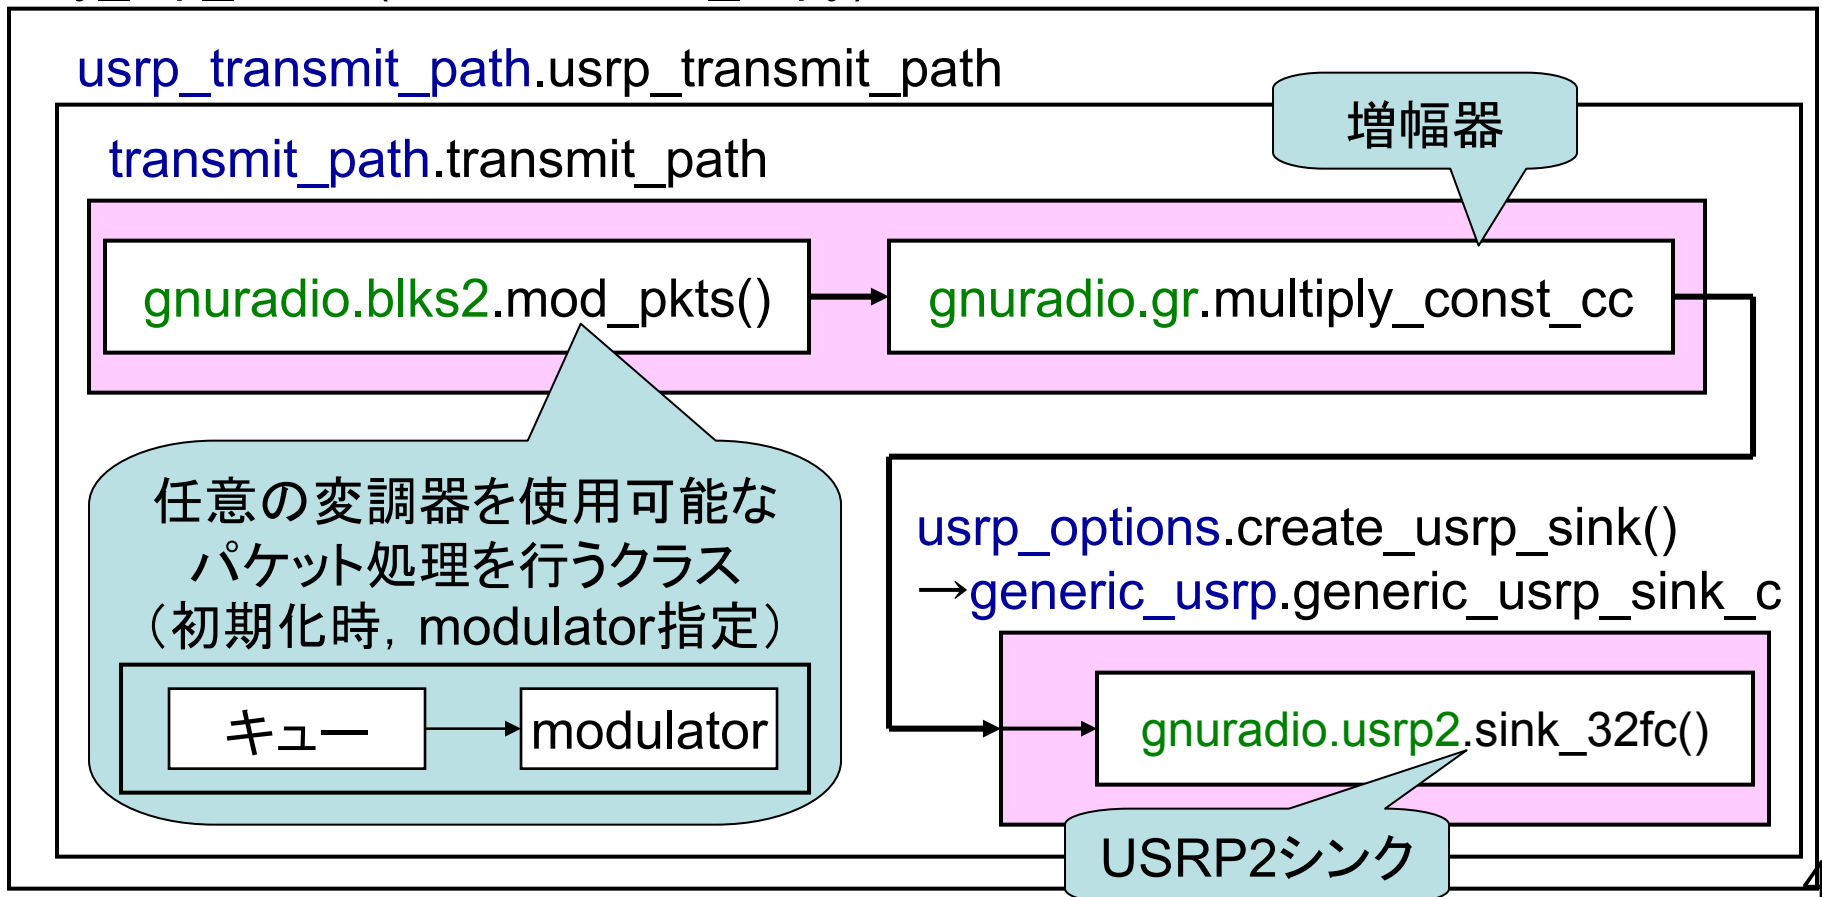 usrp_transmit_path.usrp_transmit_path
増幅器
transmit_path.transmit_path
gnuradio.blks2.mod_pkts()
gnuradio.gr.multiply_const_cc
任意の変調器を使用可能な
パケット処理を行うクラス
（初期化時，modulator指定）
キュー
modulator
usrp_options.create_usrp_sink()
→generic_usrp.generic_usrp_sink_c
gnuradio.usrp2.sink_32fc()
USRP2シンク